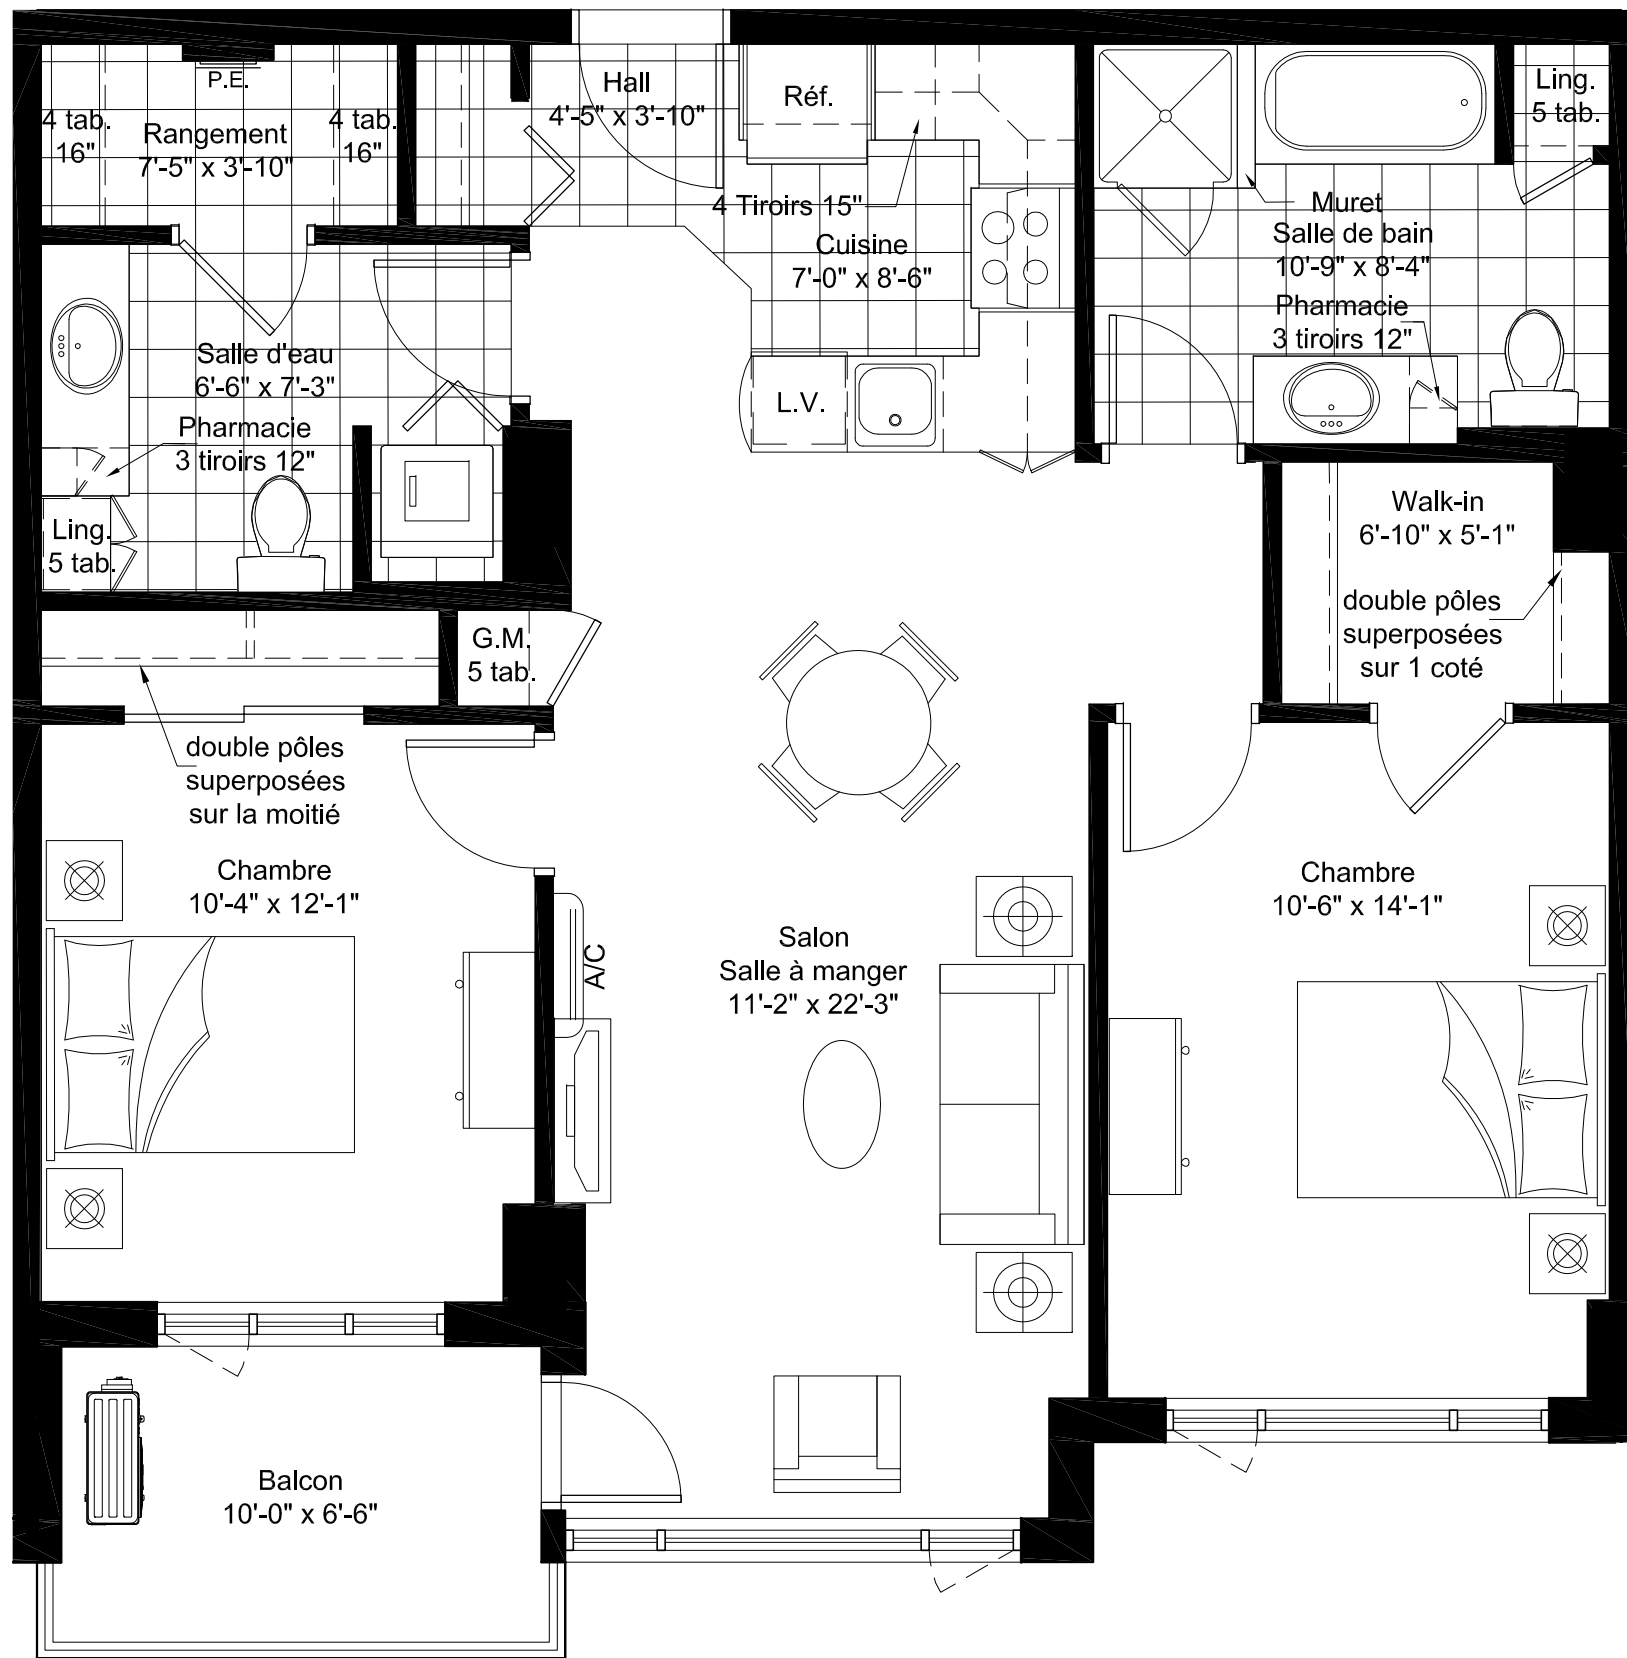 P.E.
4 tab.
16"
Rangement
7'-5" x 3'-10"
4 tab.
16"
Hall
4'-5" x 3'-10"
Réf.
4 Tiroirs 15"
Cuisine
7'-0" x 8'-6"
L.V.
Ling.
5 tab.
Muret
Salle de bain
10'-9" x 8'-4"
Pharmacie
3 tiroirs 12"
Salle d'eau
6'-6" x 7'-3"
Pharmacie
3 tiroirs 12"
Ling.
5 tab.
G.M.
5 tab.
Walk-in
6'-10" x 5'-1"
double pôles
superposées
sur 1 coté
double pôles
superposées
sur la moitié
Chambre
10'-4" x 12'-1"
A/C
Salon
Salle à manger
11'-2" x 22'-3"
Chambre
10'-6" x 14'-1"
Balcon
10'-0" x 6'-6"